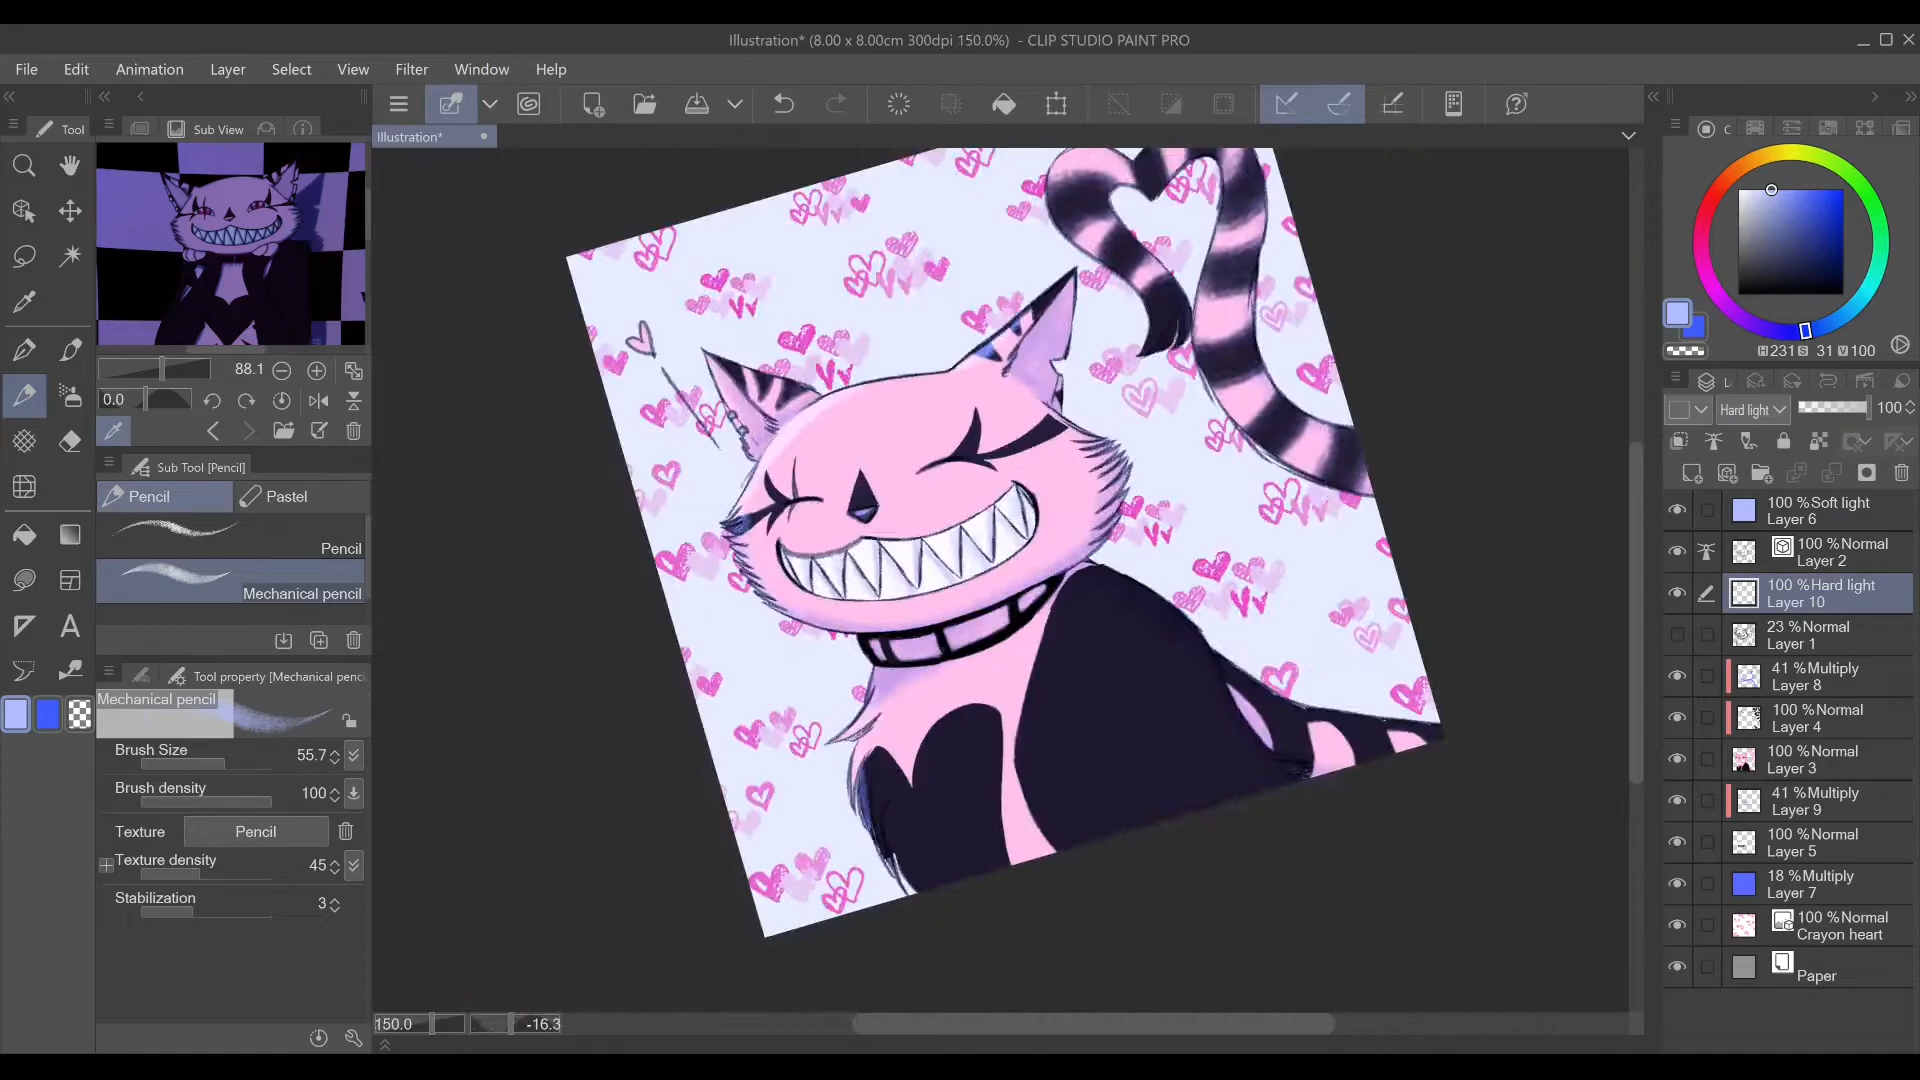 Illustration* (8.00 x 8.00cm 300dpi 150.0%) - CLIP STUDIO PAINT PRO
File Edit Animation Layer Select View Filter Window Help
Tool
Sub View
Illustration*
C
88.1
0.0
H 231 S 31 V 100
Sub Tool [Pencil]
Pencil Pastel
Pencil
Mechanical pencil
Tool property [Mechanical penc
Mechanical pencil
Brush Size 55.7
Brush density 100
Texture Pencil
Texture density 45
Stabilization 3
150.0 -16.3
Hard light 100
100 %Soft light
Layer 6
100 %Normal
Layer 2
100 %Hard light
Layer 10
23 %Normal
Layer 1
41 %Multiply
Layer 8
100 %Normal
Layer 4
100 %Normal
Layer 3
41 %Multiply
Layer 9
100 %Normal
Layer 5
18 %Multiply
Layer 7
100 %Normal
Crayon heart
Paper